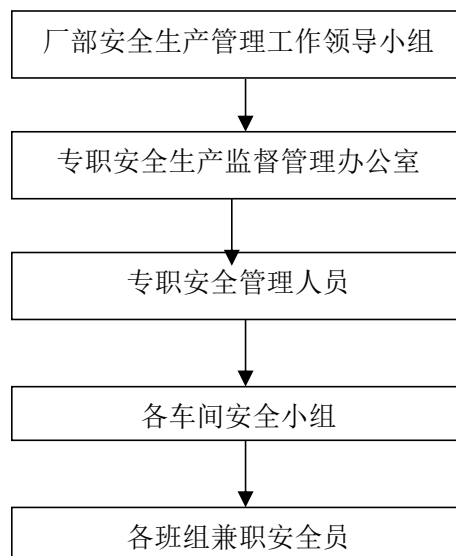 厂部安全生产管理工作领导小组
专职安全生产监督管理办公室
专职安全管理人员
各车间安全小组
各班组兼职安全员